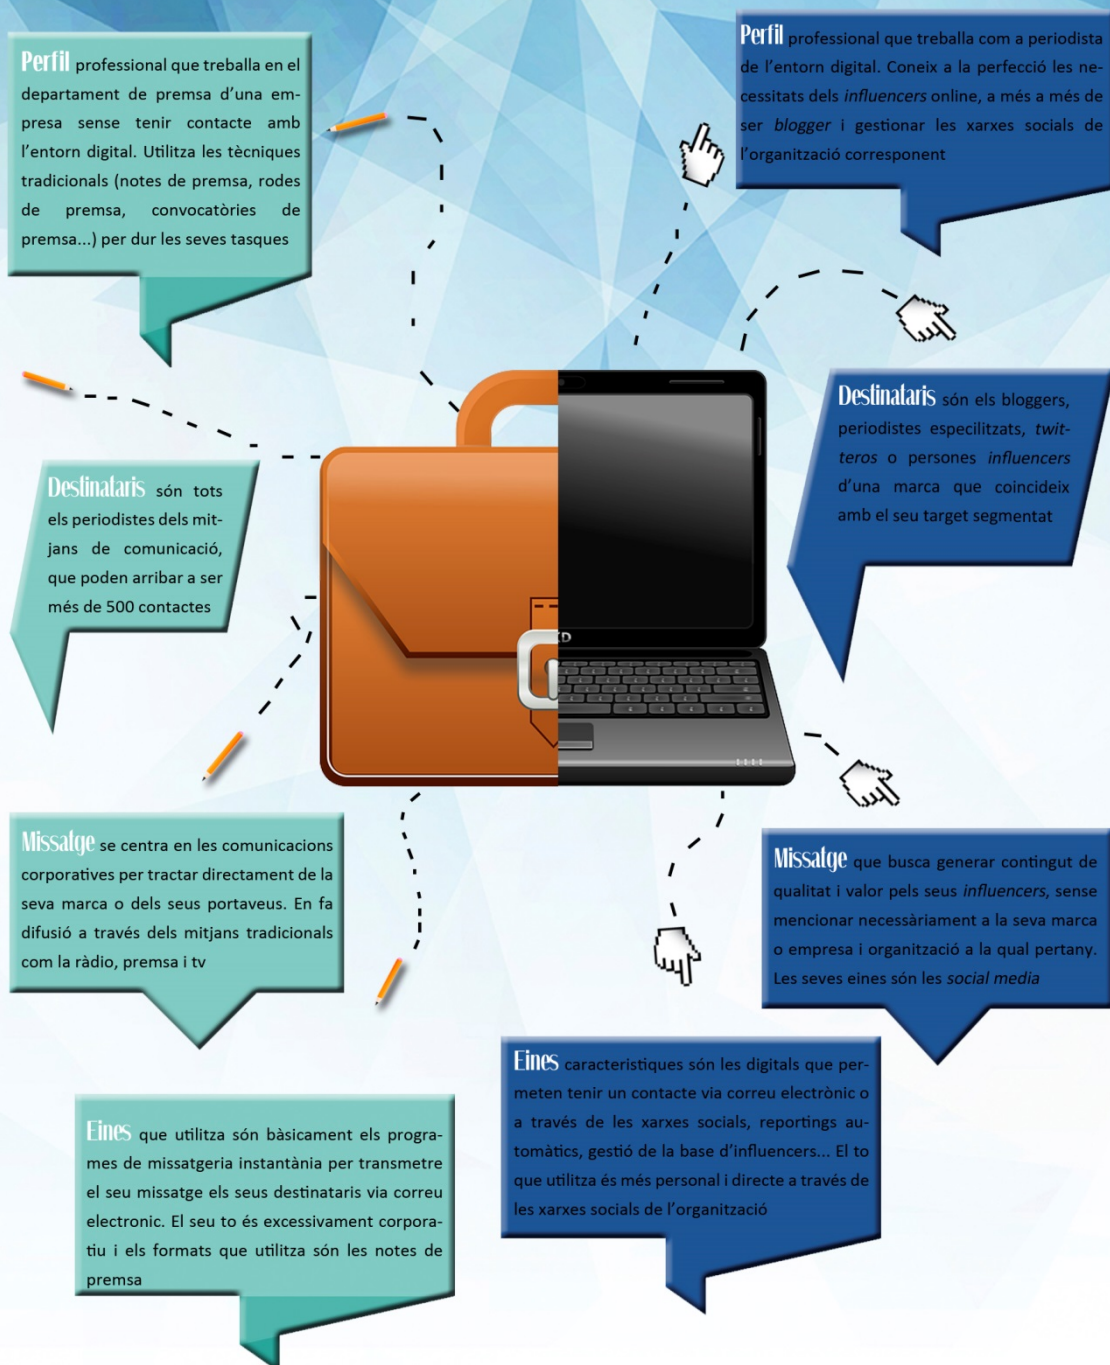 Perfil professional que treballa en el
departament de premsa d'una em-
presa sense tenir contacte amb
l'entorn digital. Utilitza les tècniques
tradicionals (notes de premsa, rodes
de premsa, convocatòries de
premsa...) per dur les seves tasques
Perfil professional que treballa com a periodista
de l'entorn digital. Coneix a la perfecció les ne-
cessitats dels influencers online, a més a més de
ser blogger i gestionar les xarxes socials de
l'organització corresponent
Destinataris són tots
els periodistes dels mit-
jans de comunicació,
que poden arribar a ser
més de 500 contactes
Destinataris són els bloggers,
periodistes especilitzats, twit-
teros o persones influencers
d'una marca que coincideix
amb el seu target segmentat
Missatge se centra en les comunicacions
corporatives per tractar directament de la
seva marca o dels seus portaveus. En fa
difusió a través dels mitjans tradicionals
com la ràdio, premsa i tv
Missatge que busca generar contingut de
qualitat i valor pels seus influencers, sense
mencionar necessàriament a la seva marca
o empresa i organització a la qual pertany.
Les seves eines són les social media
Eines que utilitza són bàsicament els progra-
mes de missatgeria instantània per transmetre
el seu missatge els seus destinataris via correu
electronic. El seu to és excessivament corpora-
tiu i els formats que utilitza són les notes de
premsa
Eines caracteristiques són les digitals que per-
meten tenir un contacte via correu electrònic o
a través de les xarxes socials, reportings au-
tomàtics, gestió de la base d'influencers... El to
que utilitza és més personal i directe a través de
les xarxes socials de l'organització